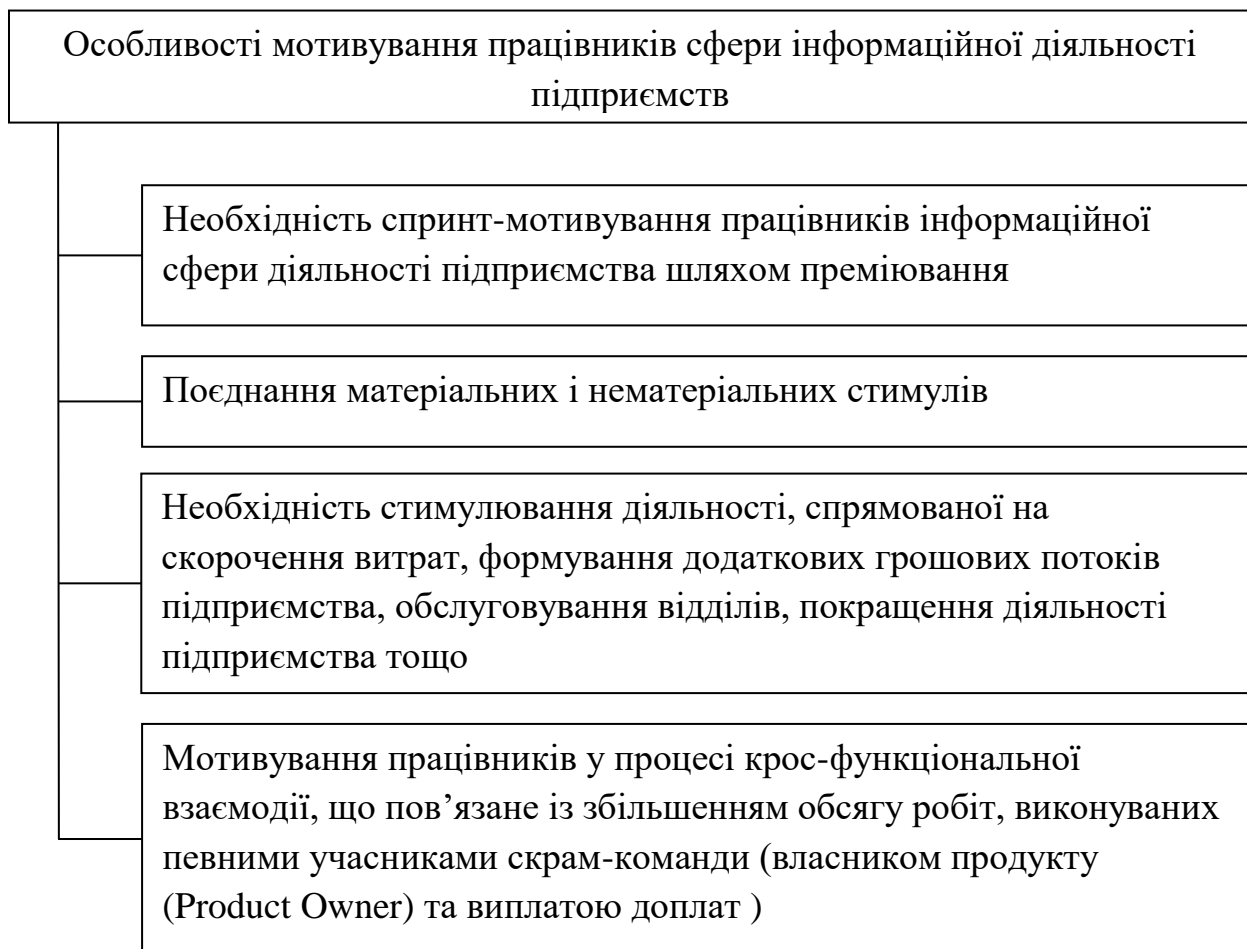 Особливості мотивування працівників сфери інформаційної діяльності
підприємств
Необхідність спринт-мотивування працівників інформаційної
сфери діяльності підприємства шляхом преміювання
Поєднання матеріальних і нематеріальних стимулів
Необхідність стимулювання діяльності, спрямованої на
скорочення витрат, формування додаткових грошових потоків
підприємства, обслуговування відділів, покращення діяльності
підприємства тощо
Мотивування працівників у процесі крос-функціональної
взаємодії, що пов’язане із збільшенням обсягу робіт, виконуваних
певними учасниками скрам-команди (власником продукту
(Product Owner) та виплатою доплат )